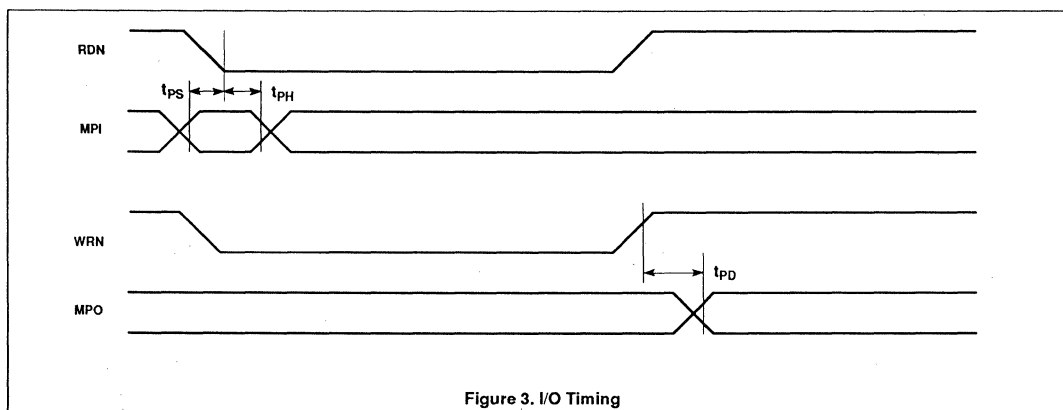 RDN
tPS
tPH
MPI
WRN
tPD
MPO
Figure 3. I/O Timing